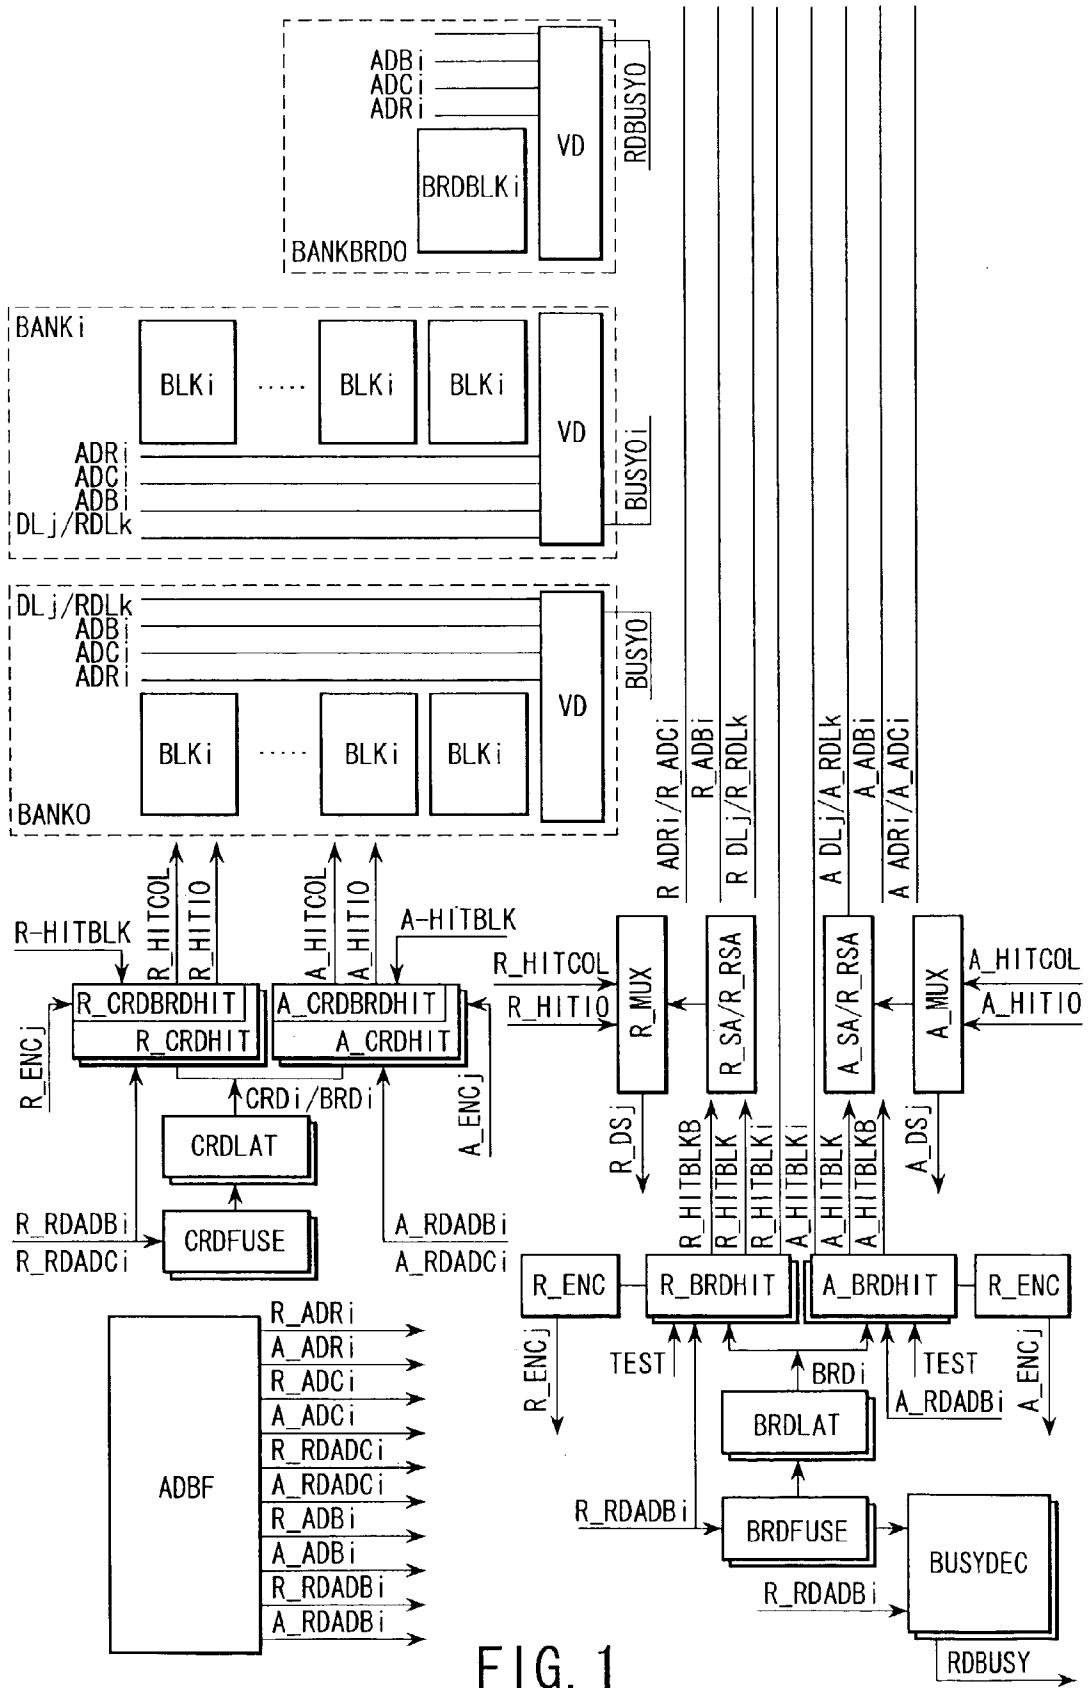 ADBi
ADCi
ADRi
BRDBLKi
VD
RDBUSY0
BANKBRD0
BANKi
BLKi
.....
BLKi
BLKi
VD
ADRi
ADCi
ADBi
DLj/RDLk
BUSY0i
DLj/RDLk
ADBi
ADCi
ADRi
VD
BUSY0
BLKi
.....
BLKi
BLKi
BANK0
R_ADRi/R_ADCi
R_ADBi
R_DLj/R_RDLk
A_DLj/A_RDLk
A_ADBi
A_ADRi/A_ADCi
R-HITBLK
R_HITCOL
R_HITIO
A_HITCOL
A_HITIO
A-HITBLK
R_CRDBRDHIT
R_CRDHIT
A_CRDBRDHIT
A_CRDHIT
R_ENCj
A_ENCj
CRDi/BRDi
CRDLAT
CRDFUSE
R_RDADBi
R_RDADCi
A_RDADBi
A_RDADCi
R_HITCOL
R_HITIO
R_MUX
R_SA/R_RSA
A_SA/R_RSA
A_MUX
A_HITCOL
A_HITIO
R_DSj
R_HITBLKB
R_HITBLK
R_HITBLKi
A_HITBLKi
A_HITBLK
A_HITBLKB
A_DSj
R_ENC
R_BRDHIT
A_BRDHIT
R_ENC
R_ENCj
TEST
BRDi
TEST
A_RDADBi
A_ENCj
BRDLAT
R_RDADBi
BRDFUSE
BUSYDEC
R_RDADBi
RDBUSY
ADBF
R_ADRi
A_ADRi
R_ADCi
A_ADCi
R_RDADCi
A_RDADCi
R_ADBi
A_ADBi
R_RDADBi
A_RDADBi
FIG. 1